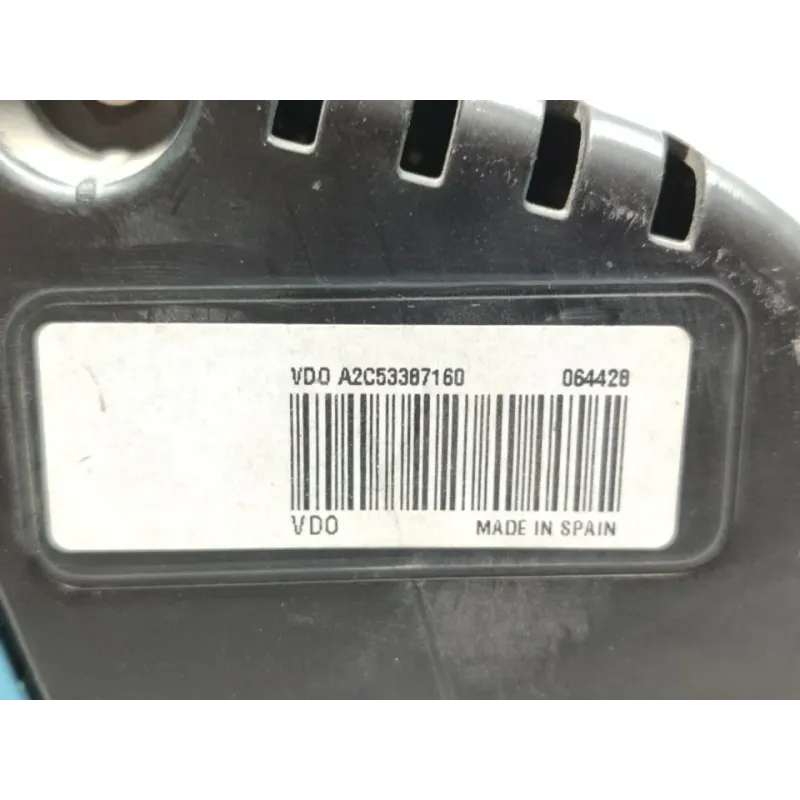 VDO A2C53387160 064428
VDO MADE IN SPAIN